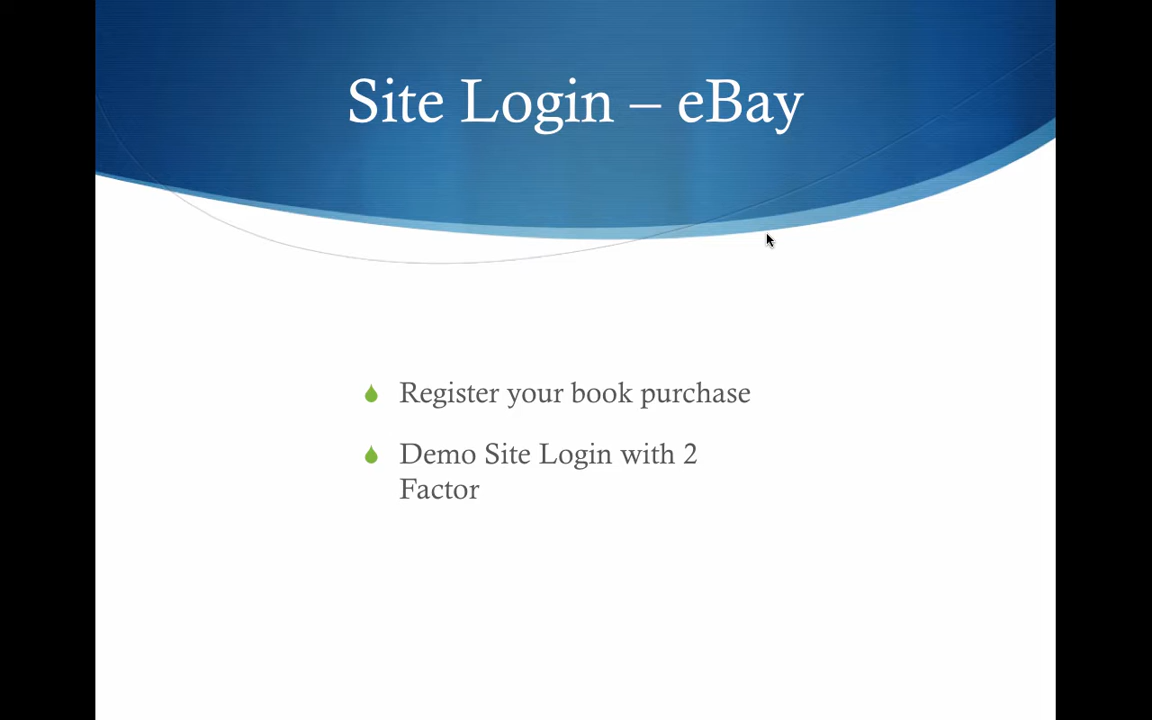 Site Login – eBay
Register your book purchase
Demo Site Login with 2
Factor